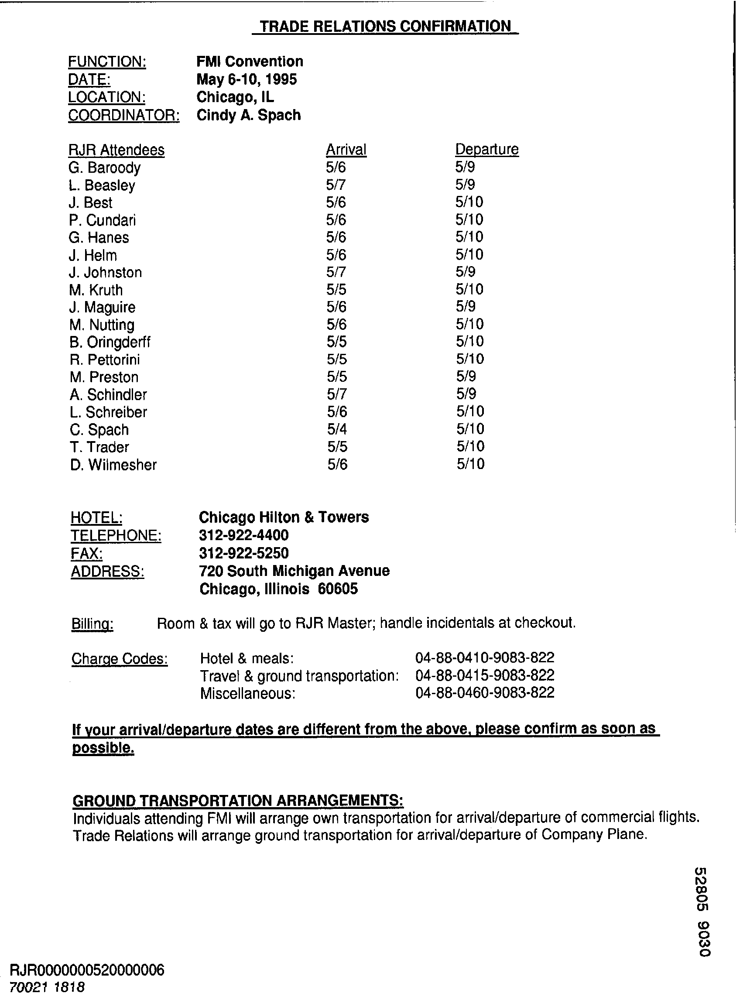 TRADE RELATIONS CONFIRMATION
FUNCTION: FMI Convention
DATE: May 6-10, 1995
LOCATION: Chicago, IL
COORDINATOR: Cindy A. Spach
RJR Attendees Arrival Departure
G. Baroody 5/6 5/9
L. Beasley 5/7 5/9
J. Best 5/6 5/10
P. Cundari 5/6 5/10
G. Hanes 5/6 5/10
J. Helm 5/6 5/10
J. Johnston 5/7 5/9
M. Kruth 5/5 5/10
J. Maguire 5/6 5/9
M. Nutting 5/6 5/10
B. Oringderff 5/5 5/10
R. Pettorini 5/5 5/10
M. Preston 5/5 5/9
A. Schindler 5/7 5/9
L. Schreiber 5/6 5/10
C. Spach 5/4 5/10
T. Trader 5/5 5/10
D. Wilmesher 5/6 5/10
HOTEL: Chicago Hilton & Towers
TELEPHONE: 312-922-4400
FAX: 312-922-5250
ADDRESS: 720 South Michigan Avenue
Chicago, Illinois 60605
Billing: Room & tax will go to RJR Master; handle incidentals at checkout.
Charge Codes: Hotel & meals: 04-88-0410-9083-822
Travel & ground transportation: 04-88-0415-9083-822
Miscellaneous: 04-88-0460-9083-822
If your arrival/departure dates are different from the above, please confirm as soon as
possible.
GROUND TRANSPORTATION ARRANGEMENTS:
Individuals attending FMI will arrange own transportation for arrival/departure of commercial flights.
Trade Relations will arrange ground transportation for arrival/departure of Company Plane.
52805 9030
RJR0000000520000006
70021 1818